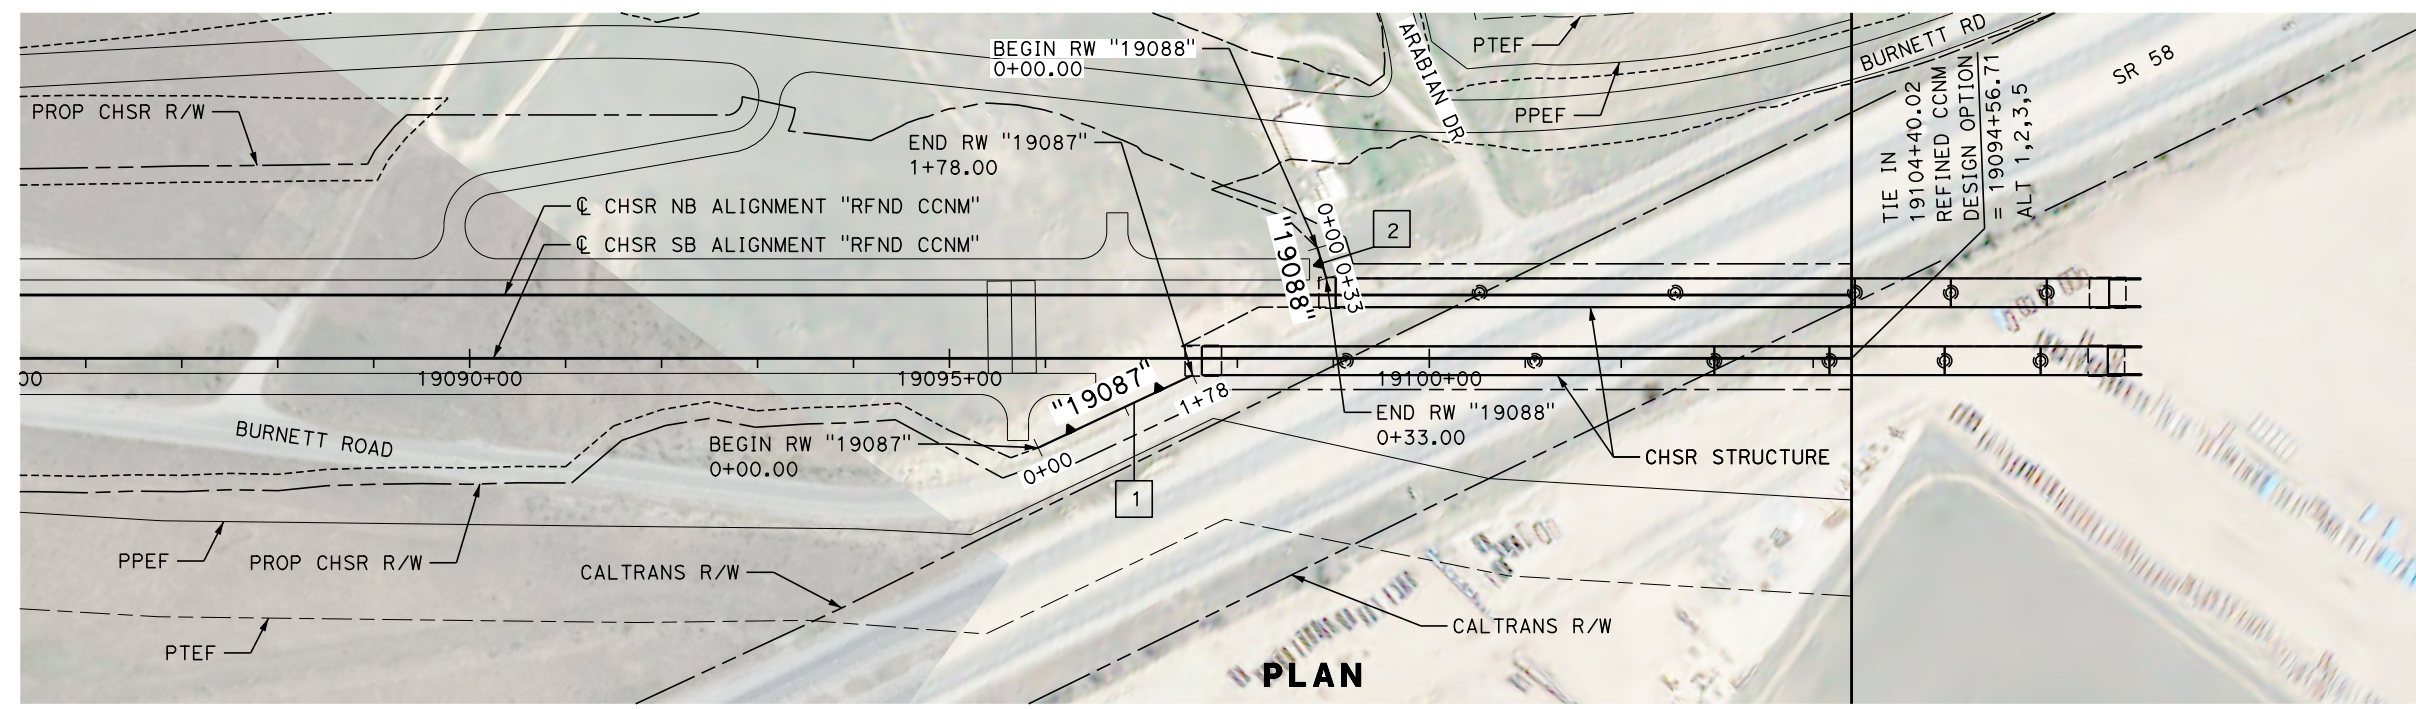 BEGIN RW "19088"
0+00.00
ARABIAN DR
PTEF
BURNETT RD
SR 58
PROP CHSR R/W
PPEF
END RW "19087"
1+78.00
TIE IN
19104+40.02
REFINED CCNM
DESIGN OPTION
= 19094+56.71
ALT 1,2,3,5
℄ CHSR NB ALIGNMENT "RFND CCNM"
℄ CHSR SB ALIGNMENT "RFND CCNM"
"19088"
0+00
0+33
2
00
19090+00
19095+00
19100+00
"19087"
1+78
END RW "19088"
0+33.00
BURNETT ROAD
BEGIN RW "19087"
0+00.00
0+00
1
CHSR STRUCTURE
PPEF
PROP CHSR R/W
CALTRANS R/W
CALTRANS R/W
PTEF
PLAN